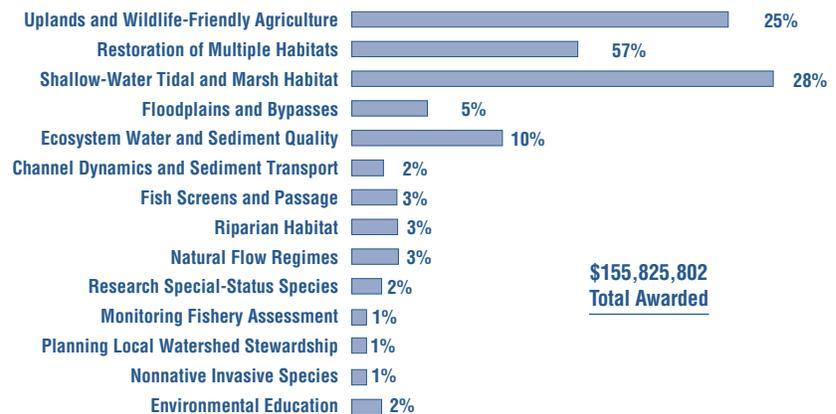 Uplands and Wildlife-Friendly Agriculture 25%
Restoration of Multiple Habitats 57%
Shallow-Water Tidal and Marsh Habitat 28%
Floodplains and Bypasses 5%
Ecosystem Water and Sediment Quality 10%
Channel Dynamics and Sediment Transport 2%
Fish Screens and Passage 3%
Riparian Habitat 3%
Natural Flow Regimes 3%
Research Special-Status Species 2%
Monitoring Fishery Assessment 1%
Planning Local Watershed Stewardship 1%
Nonnative Invasive Species 1%
Environmental Education 2%
$155,825,802
Total Awarded